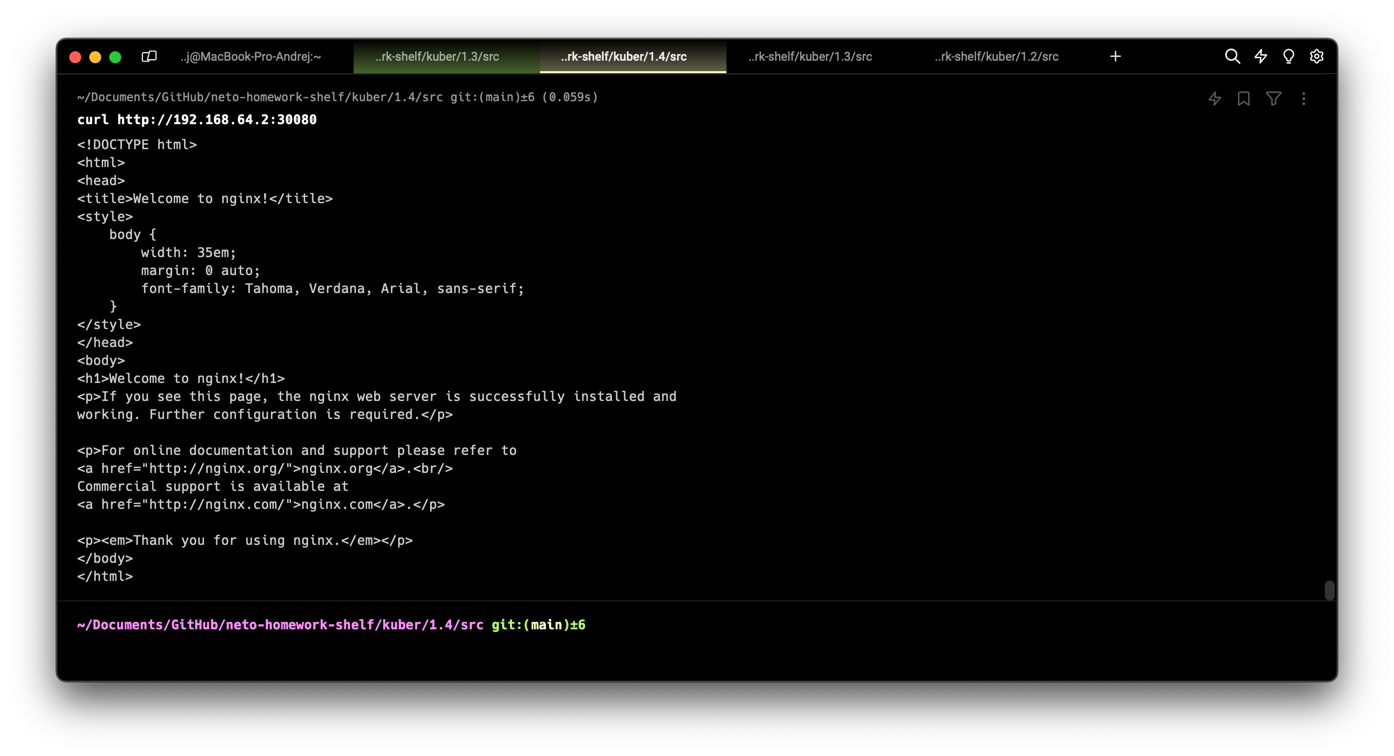 ..j@MacBook-Pro-Andrej:~ ..rk-shelf/kuber/1.3/src ..rk-shelf/kuber/1.4/src ..rk-shelf/kuber/1.3/src ..rk-shelf/kuber/1.2/src
~/Documents/GitHub/neto-homework-shelf/kuber/1.4/src git:(main)±6 (0.059s)
curl http://192.168.64.2:30080
<!DOCTYPE html>
<html>
<head>
<title>Welcome to nginx!</title>
<style>
    body {
        width: 35em;
        margin: 0 auto;
        font-family: Tahoma, Verdana, Arial, sans-serif;
    }
</style>
</head>
<body>
<h1>Welcome to nginx!</h1>
<p>If you see this page, the nginx web server is successfully installed and
working. Further configuration is required.</p>

<p>For online documentation and support please refer to
<a href="http://nginx.org/">nginx.org</a>.<br/>
Commercial support is available at
<a href="http://nginx.com/">nginx.com</a>.</p>

<p><em>Thank you for using nginx.</em></p>
</body>
</html>
~/Documents/GitHub/neto-homework-shelf/kuber/1.4/src git:(main)±6